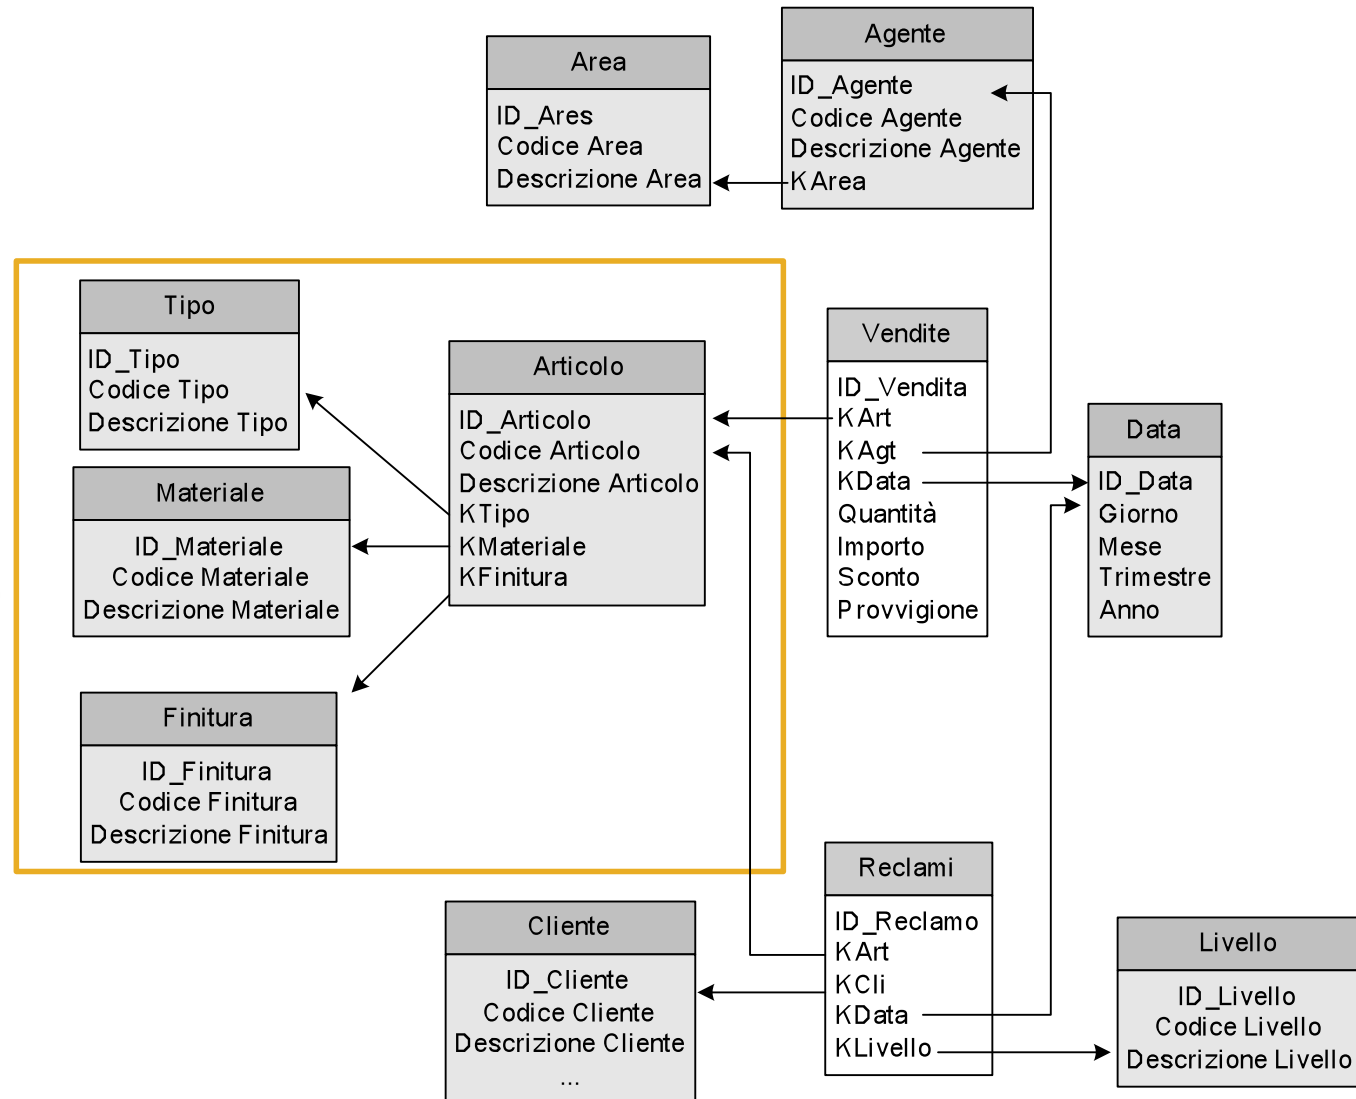 Area
ID_Ares
Codice Area
Descrizione Area
Agente
ID_Agente
Codice Agente
Descrizione Agente
KArea
Tipo
ID_Tipo
Codice Tipo
Descrizione Tipo
Materiale
ID_Materiale
Codice Materiale
Descrizione Materiale
Finitura
ID_Finitura
Codice Finitura
Descrizione Finitura
Articolo
ID_Articolo
Codice Articolo
Descrizione Articolo
KTipo
KMateriale
KFinitura
Vendite
ID_Vendita
KArt
KAgt
KData
Quantità
Importo
Sconto
Provvigione
Data
ID_Data
Giorno
Mese
Trimestre
Anno
Cliente
ID_Cliente
Codice Cliente
Descrizione Cliente
...
Reclami
ID_Reclamo
KArt
KCli
KData
KLivello
Livello
ID_Livello
Codice Livello
Descrizione Livello